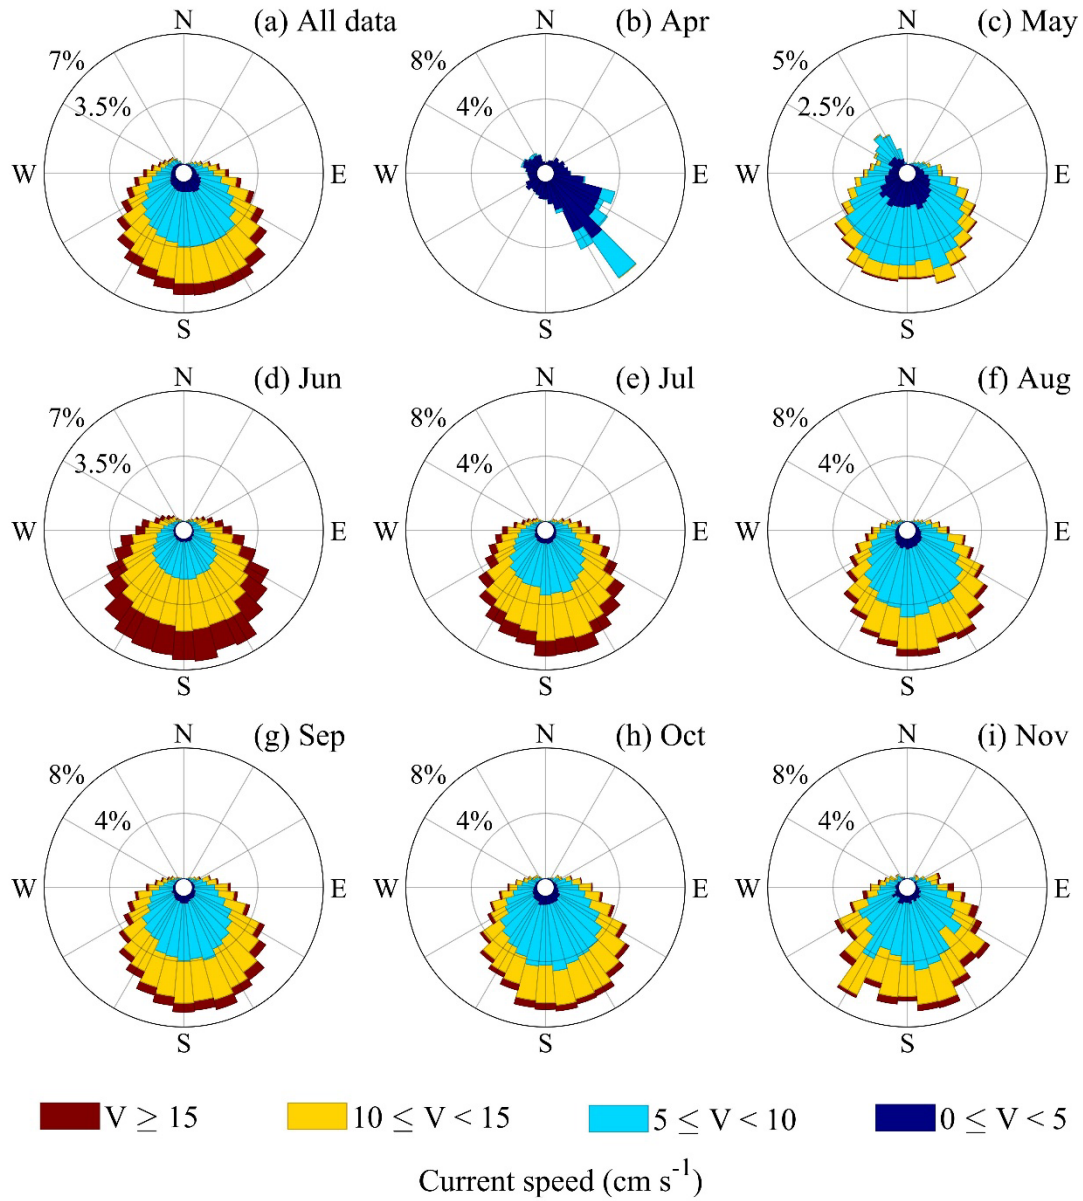 N (a) All data N (b) Apr N (c) May
7% 8% 5%
3.5% 4% 2.5%
W E W E W E
S S S
N (d) Jun N (e) Jul N (f) Aug
7% 8% 8%
3.5% 4% 4%
W E W E W E
S S S
N (g) Sep N (h) Oct N (i) Nov
8% 8% 8%
4% 4% 4%
W E W E W E
S S S
V ≥ 15 10 ≤ V < 15 5 ≤ V < 10 0 ≤ V < 5
Current speed (cm s⁻¹)